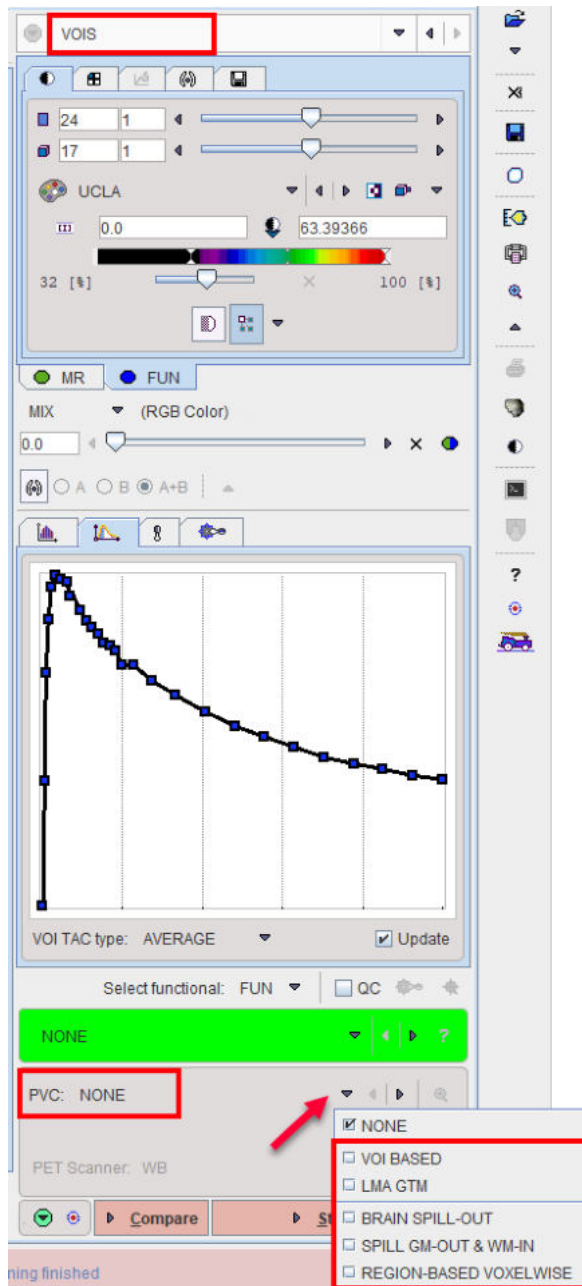 VOIS
24 1
17 1
UCLA
0.0 63.39366
32 [%] 100 [%]
MR FUN
MIX (RGB Color)
0.0
A B A+B
VOI TAC type: AVERAGE Update
Select functional: FUN QC
NONE ?
PVC: NONE
NONE
VOI BASED
PET Scanner: WB
LMA GTM
Compare St
BRAIN SPILL-OUT
SPILL GM-OUT & WM-IN
ning finished
REGION-BASED VOXELWISE
?